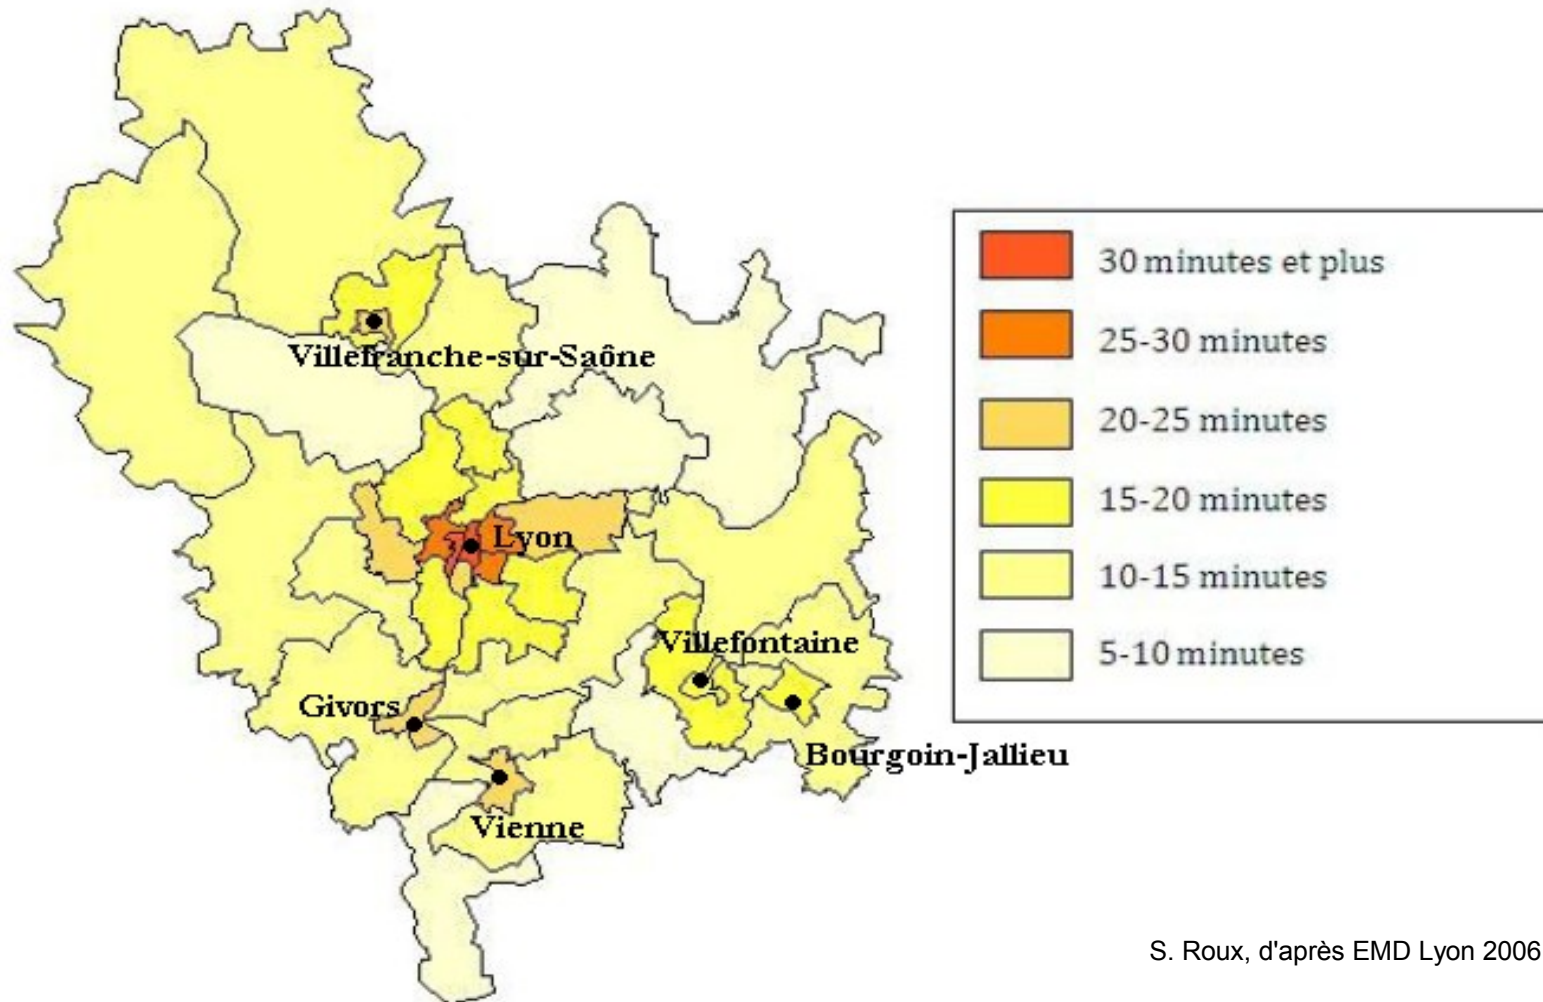 30 minutes et plus
25-30 minutes
Villefranche-sur-Saône
20-25 minutes
15-20 minutes
Lyon
10-15 minutes
Villefontaine
5-10 minutes
Givors
Bourgoin-Jallieu
Vienne
S. Roux, d'après EMD Lyon 2006